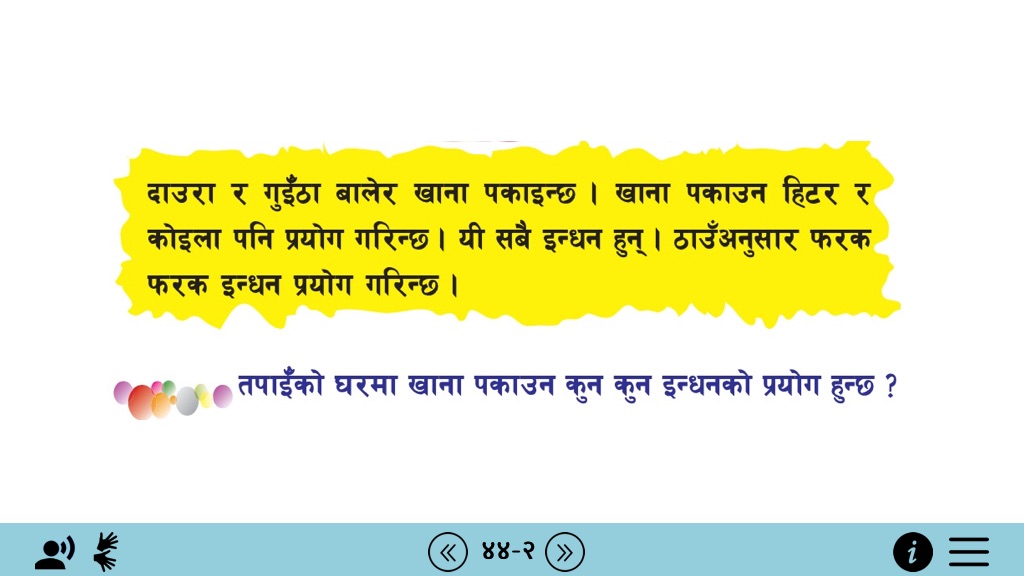 दाउरा र गुइँठा बालेर खाना पकाइन्छ । खाना पकाउन हिटर र
कोइला पनि प्रयोग गरिन्छ । यी सबै इन्धन हुन् । ठाउँअनुसार फरक
फरक इन्धन प्रयोग गरिन्छ ।
तपाइँको घरमा खाना पकाउन कुन कुन इन्धनको प्रयोग हुन्छ ?
४४-२